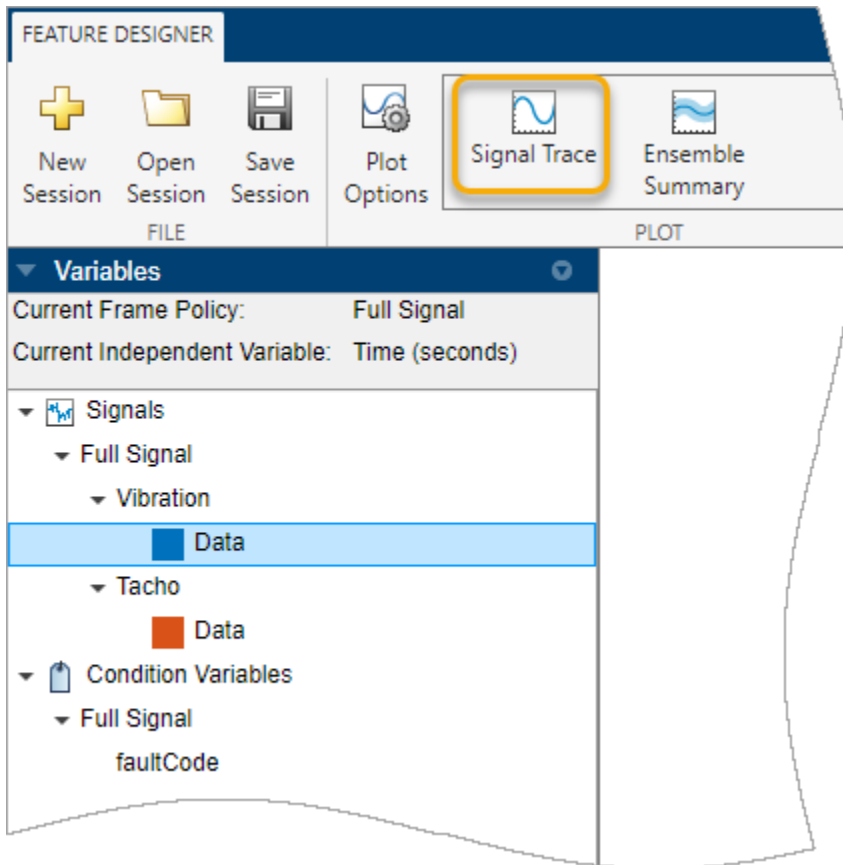 FEATURE DESIGNER
New Session
Open Session
Save Session
Plot Options
Signal Trace
Ensemble Summary
FILE
PLOT
Variables
Current Frame Policy: Full Signal
Current Independent Variable: Time (seconds)
Signals
Full Signal
Vibration
Data
Tacho
Data
Condition Variables
Full Signal
faultCode